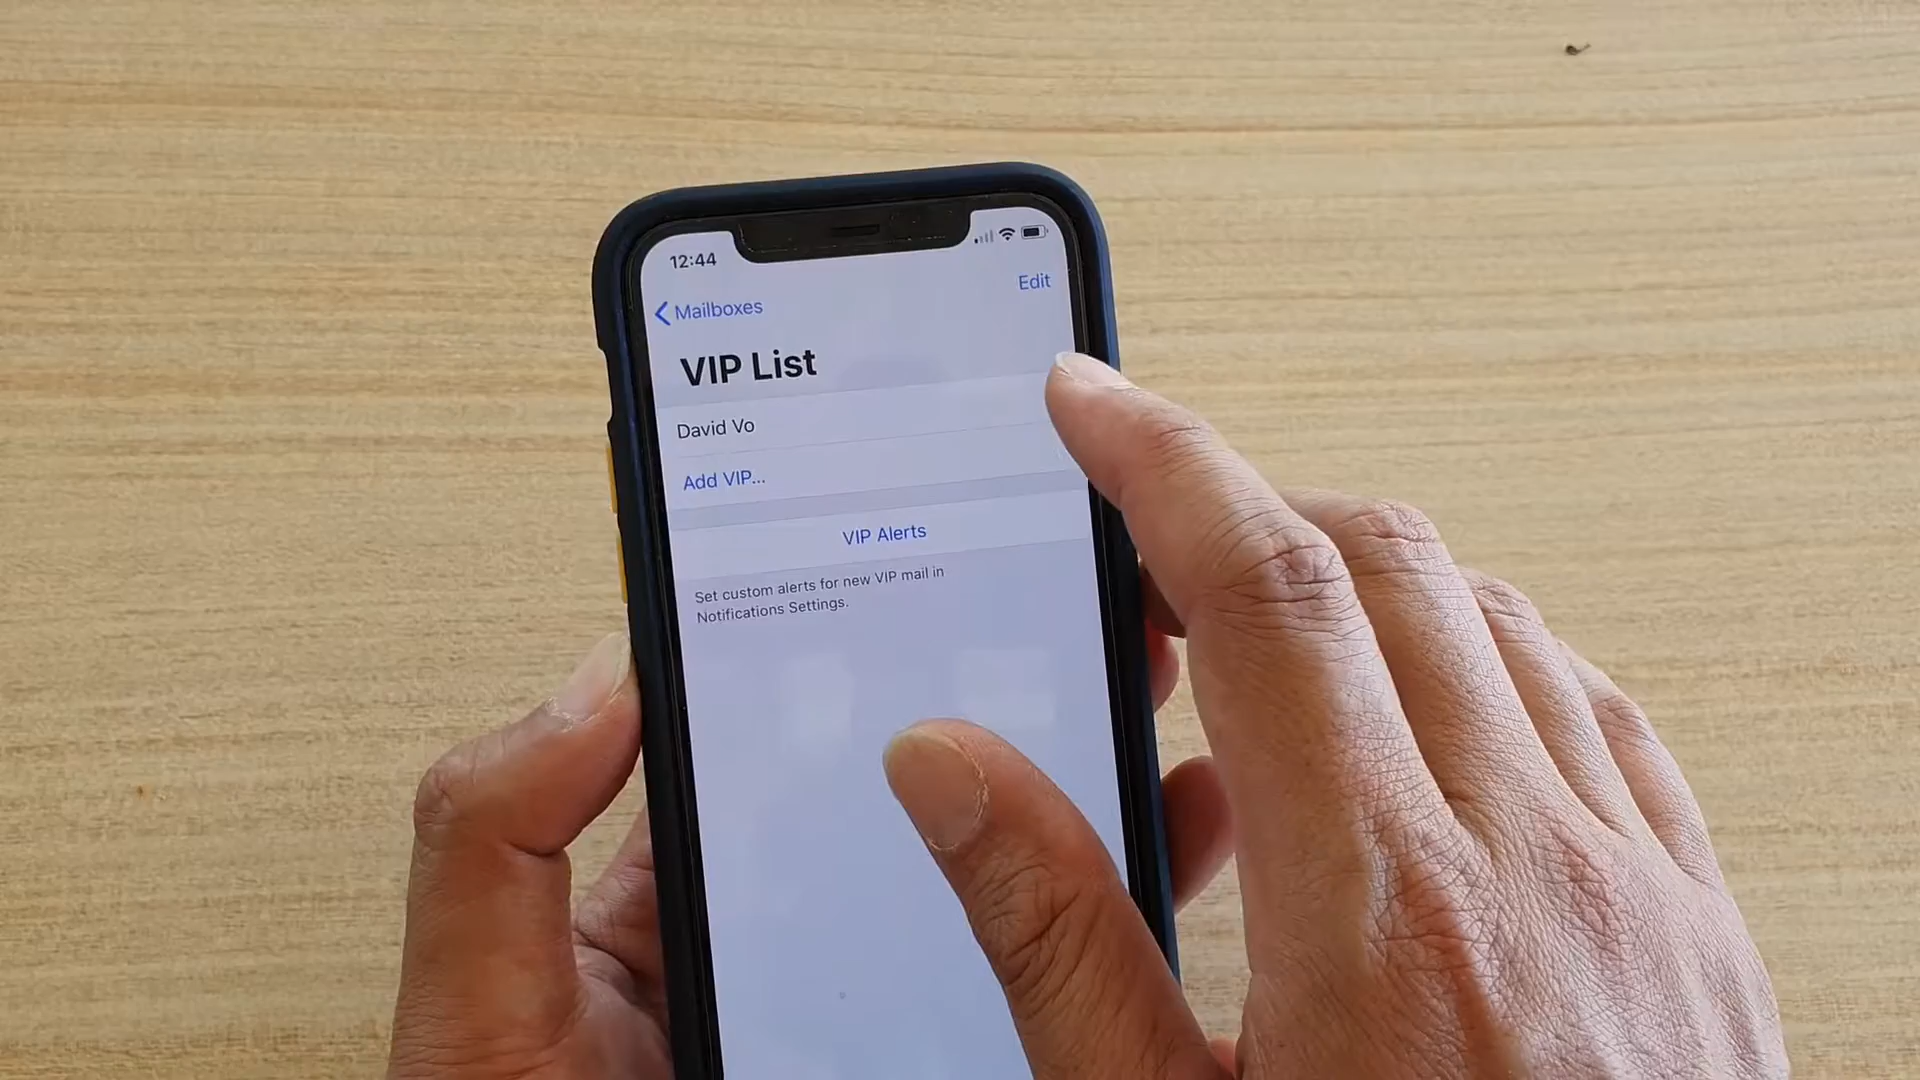 12:44
Edit
Mailboxes
VIP List
David Vo
Add VIP...
VIP Alerts
Set custom alerts for new VIP mail in
Notifications Settings.